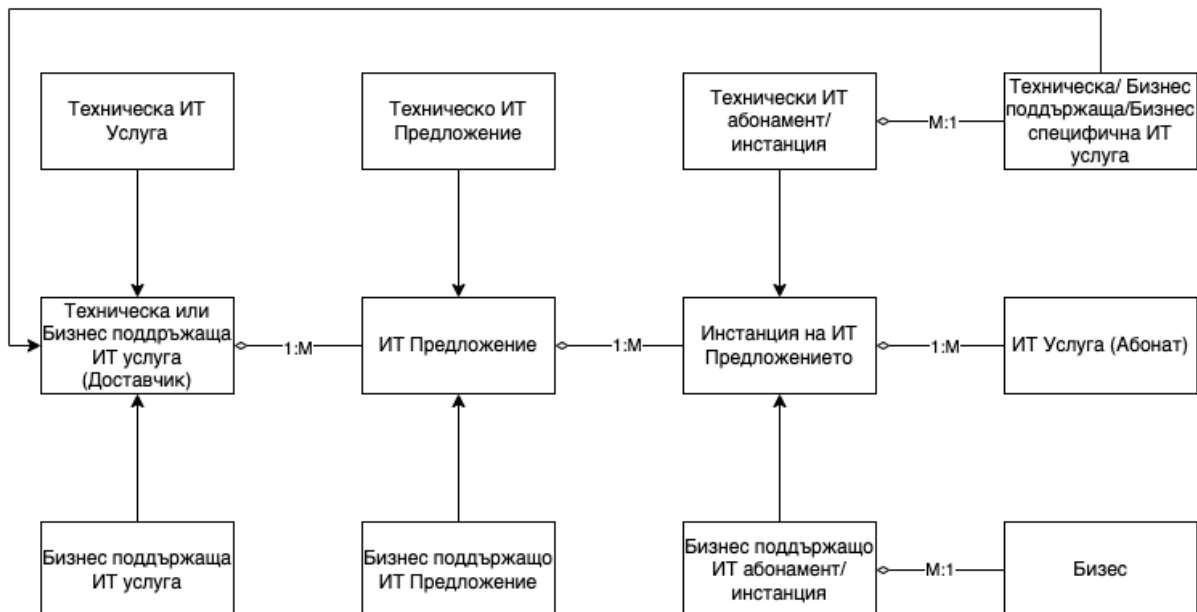 Техническа ИТ
Услуга
Техническо ИТ
Предложение
Технически ИТ
абонамент/
инстанция
M:1
Техническа/ Бизнес
поддържаща/Бизнес
специфична ИТ
услуга
Техническа или
Бизнес поддръжаща
ИТ услуга
(Доставчик)
1:M
ИТ Предложение
1:M
Инстанция на ИТ
Предложението
1:M
ИТ Услуга (Абонат)
Бизнес поддържаща
ИТ услуга
Бизнес поддържащо
ИТ Предложение
Бизнес поддържащо
ИТ абонамент/
инстанция
M:1
Бизес